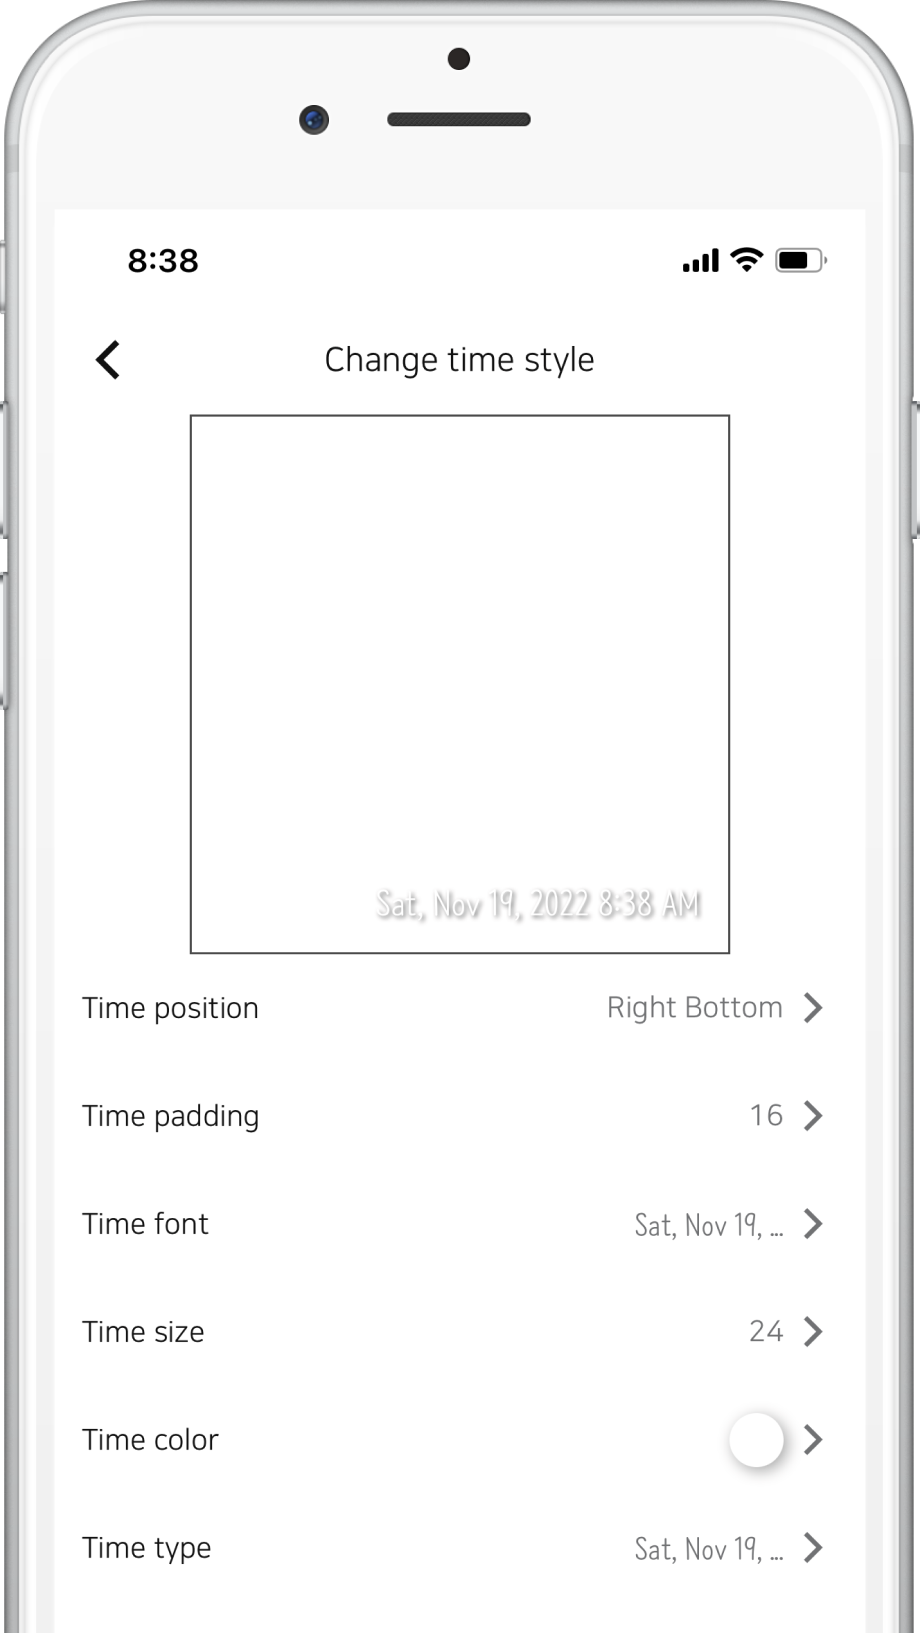 8:38
Change time style
Sat, Nov 19, 2022 8:38 AM
Time position Right Bottom
Time padding 16
Time font Sat, Nov 19, ...
Time size 24
Time color
Time type Sat, Nov 19, ...